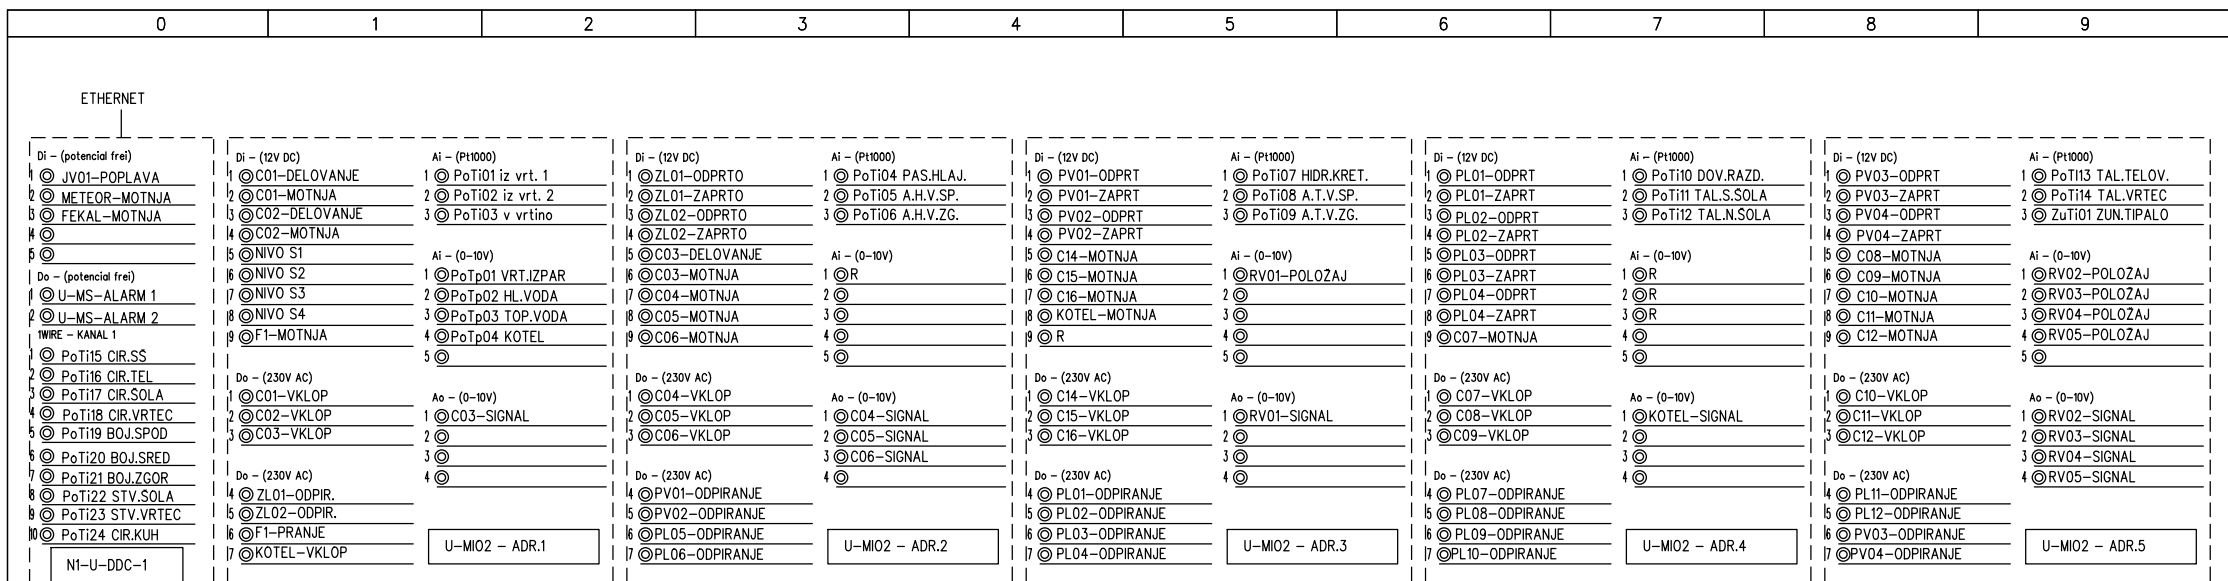 0 1 2 3 4 5 6 7 8 9
ETHERNET
Di – (potencial frei)
1 JV01–POPLAVA
2 METEOR–MOTNJA
3 FEKAL–MOTNJA
4
5
Do – (potencial frei)
1 U–MS–ALARM 1
2 U–MS–ALARM 2
1WIRE – KANAL 1
1 PoTi15 CIR.SŠ
2 PoTi16 CIR.TEL
3 PoTi17 CIR.ŠOLA
4 PoTi18 CIR.VRTEC
5 PoTi19 BOJ.SPOD
6 PoTi20 BOJ.SRED
7 PoTi21 BOJ.ZGOR
8 PoTi22 STV.ŠOLA
9 PoTi23 STV.VRTEC
10 PoTi24 CIR.KUH
N1–U–DDC–1
Di – (12V DC)
1 C01–DELOVANJE
2 C01–MOTNJA
3 C02–DELOVANJE
4 C02–MOTNJA
5 NIVO S1
6 NIVO S2
7 NIVO S3
8 NIVO S4
9 F1–MOTNJA
Do – (230V AC)
1 C01–VKLOP
2 C02–VKLOP
3 C03–VKLOP
Do – (230V AC)
4 ZL01–ODPIR.
5 ZL02–ODPIR.
6 F1–PRANJE
7 KOTEL–VKLOP
Ai – (Pt1000)
1 PoTi01 iz vrt. 1
2 PoTi02 iz vrt. 2
3 PoTi03 v vrtino
Ai – (0–10V)
1 PoTp01 VRT.IZPAR
2 PoTp02 HL.VODA
3 PoTp03 TOP.VODA
4 PoTp04 KOTEL
5
Ao – (0–10V)
1 C03–SIGNAL
2
3
4
U–MIO2 – ADR.1
Di – (12V DC)
1 ZL01–ODPRTO
2 ZL01–ZAPRTO
3 ZL02–ODPRTO
4 ZL02–ZAPRTO
5 C03–DELOVANJE
6 C03–MOTNJA
7 C04–MOTNJA
8 C05–MOTNJA
9 C06–MOTNJA
Do – (230V AC)
1 C04–VKLOP
2 C05–VKLOP
3 C06–VKLOP
Do – (230V AC)
4 PV01–ODPIRANJE
5 PV02–ODPIRANJE
6 PL05–ODPIRANJE
7 PL06–ODPIRANJE
Ai – (Pt1000)
1 PoTi04 PAS.HLAJ.
2 PoTi05 A.H.V.SP.
3 PoTi06 A.H.V.ZG.
Ai – (0–10V)
1 R
2
3
4
5
Ao – (0–10V)
1 C04–SIGNAL
2 C05–SIGNAL
3 C06–SIGNAL
4
U–MIO2 – ADR.2
Di – (12V DC)
1 PV01–ODPRT
2 PV01–ZAPRT
3 PV02–ODPRT
4 PV02–ZAPRT
5 C14–MOTNJA
6 C15–MOTNJA
7 C16–MOTNJA
8 KOTEL–MOTNJA
9 R
Do – (230V AC)
1 C14–VKLOP
2 C15–VKLOP
3 C16–VKLOP
Do – (230V AC)
4 PL01–ODPIRANJE
5 PL02–ODPIRANJE
6 PL03–ODPIRANJE
7 PL04–ODPIRANJE
Ai – (Pt1000)
1 PoTi07 HIDR.KRET.
2 PoTi08 A.T.V.SP.
3 PoTi09 A.T.V.ZG.
Ai – (0–10V)
1 RV01–POLOŽAJ
2
3
4
5
Ao – (0–10V)
1 RV01–SIGNAL
2
3
4
U–MIO2 – ADR.3
Di – (12V DC)
1 PL01–ODPRT
2 PL01–ZAPRT
3 PL02–ODPRT
4 PL02–ZAPRT
5 PL03–ODPRT
6 PL03–ZAPRT
7 PL04–ODPRT
8 PL04–ZAPRT
9 C07–MOTNJA
Do – (230V AC)
1 C07–VKLOP
2 C08–VKLOP
3 C09–VKLOP
Do – (230V AC)
4 PL07–ODPIRANJE
5 PL08–ODPIRANJE
6 PL09–ODPIRANJE
7 PL10–ODPIRANJE
Ai – (Pt1000)
1 PoTi10 DOV.RAZD.
2 PoTi11 TAL.S.ŠOLA
3 PoTi12 TAL.N.ŠOLA
Ai – (0–10V)
1 R
2 R
3 R
4
5
Ao – (0–10V)
1 KOTEL–SIGNAL
2
3
4
U–MIO2 – ADR.4
Di – (12V DC)
1 PV03–ODPRT
2 PV03–ZAPRT
3 PV04–ODPRT
4 PV04–ZAPRT
5 C08–MOTNJA
6 C09–MOTNJA
7 C10–MOTNJA
8 C11–MOTNJA
9 C12–MOTNJA
Do – (230V AC)
1 C10–VKLOP
2 C11–VKLOP
3 C12–VKLOP
Do – (230V AC)
4 PL11–ODPIRANJE
5 PL12–ODPIRANJE
6 PV03–ODPIRANJE
7 PV04–ODPIRANJE
Ai – (Pt1000)
1 PoTI13 TAL.TELOV.
2 PoTi14 TAL.VRTEC
3 ZuTi01 ZUN.TIPALO
Ai – (0–10V)
1 RV02–POLOŽAJ
2 RV03–POLOŽAJ
3 RV04–POLOŽAJ
4 RV05–POLOŽAJ
5
Ao – (0–10V)
1 RV02–SIGNAL
2 RV03–SIGNAL
3 RV04–SIGNAL
4 RV05–SIGNAL
U–MIO2 – ADR.5